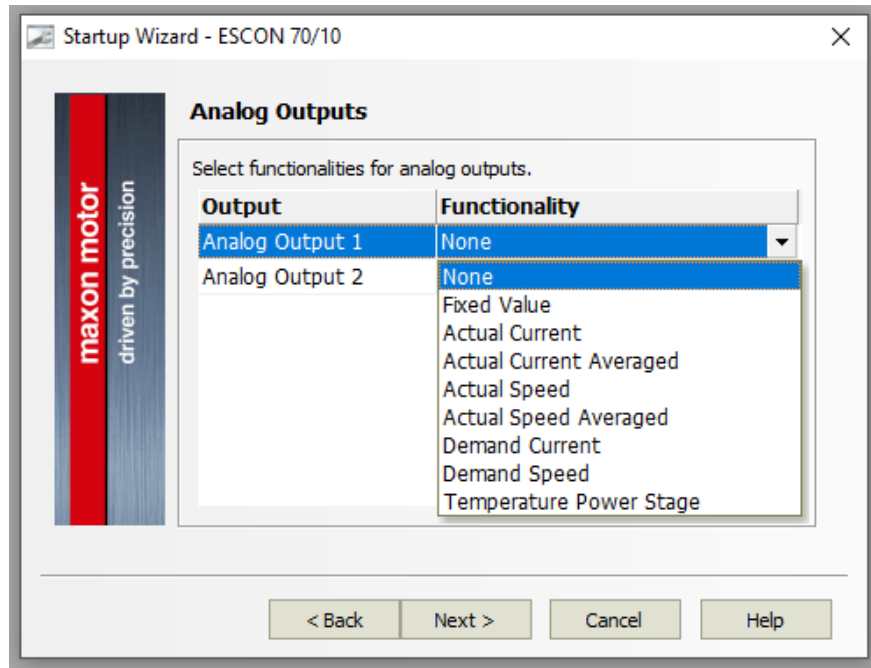 Startup Wizard - ESCON 70/10
maxon motor
driven by precision
Analog Outputs
Select functionalities for analog outputs.
Output Functionality
Analog Output 1 None
Analog Output 2
None
Fixed Value
Actual Current
Actual Current Averaged
Actual Speed
Actual Speed Averaged
Demand Current
Demand Speed
Temperature Power Stage
< Back Next > Cancel Help